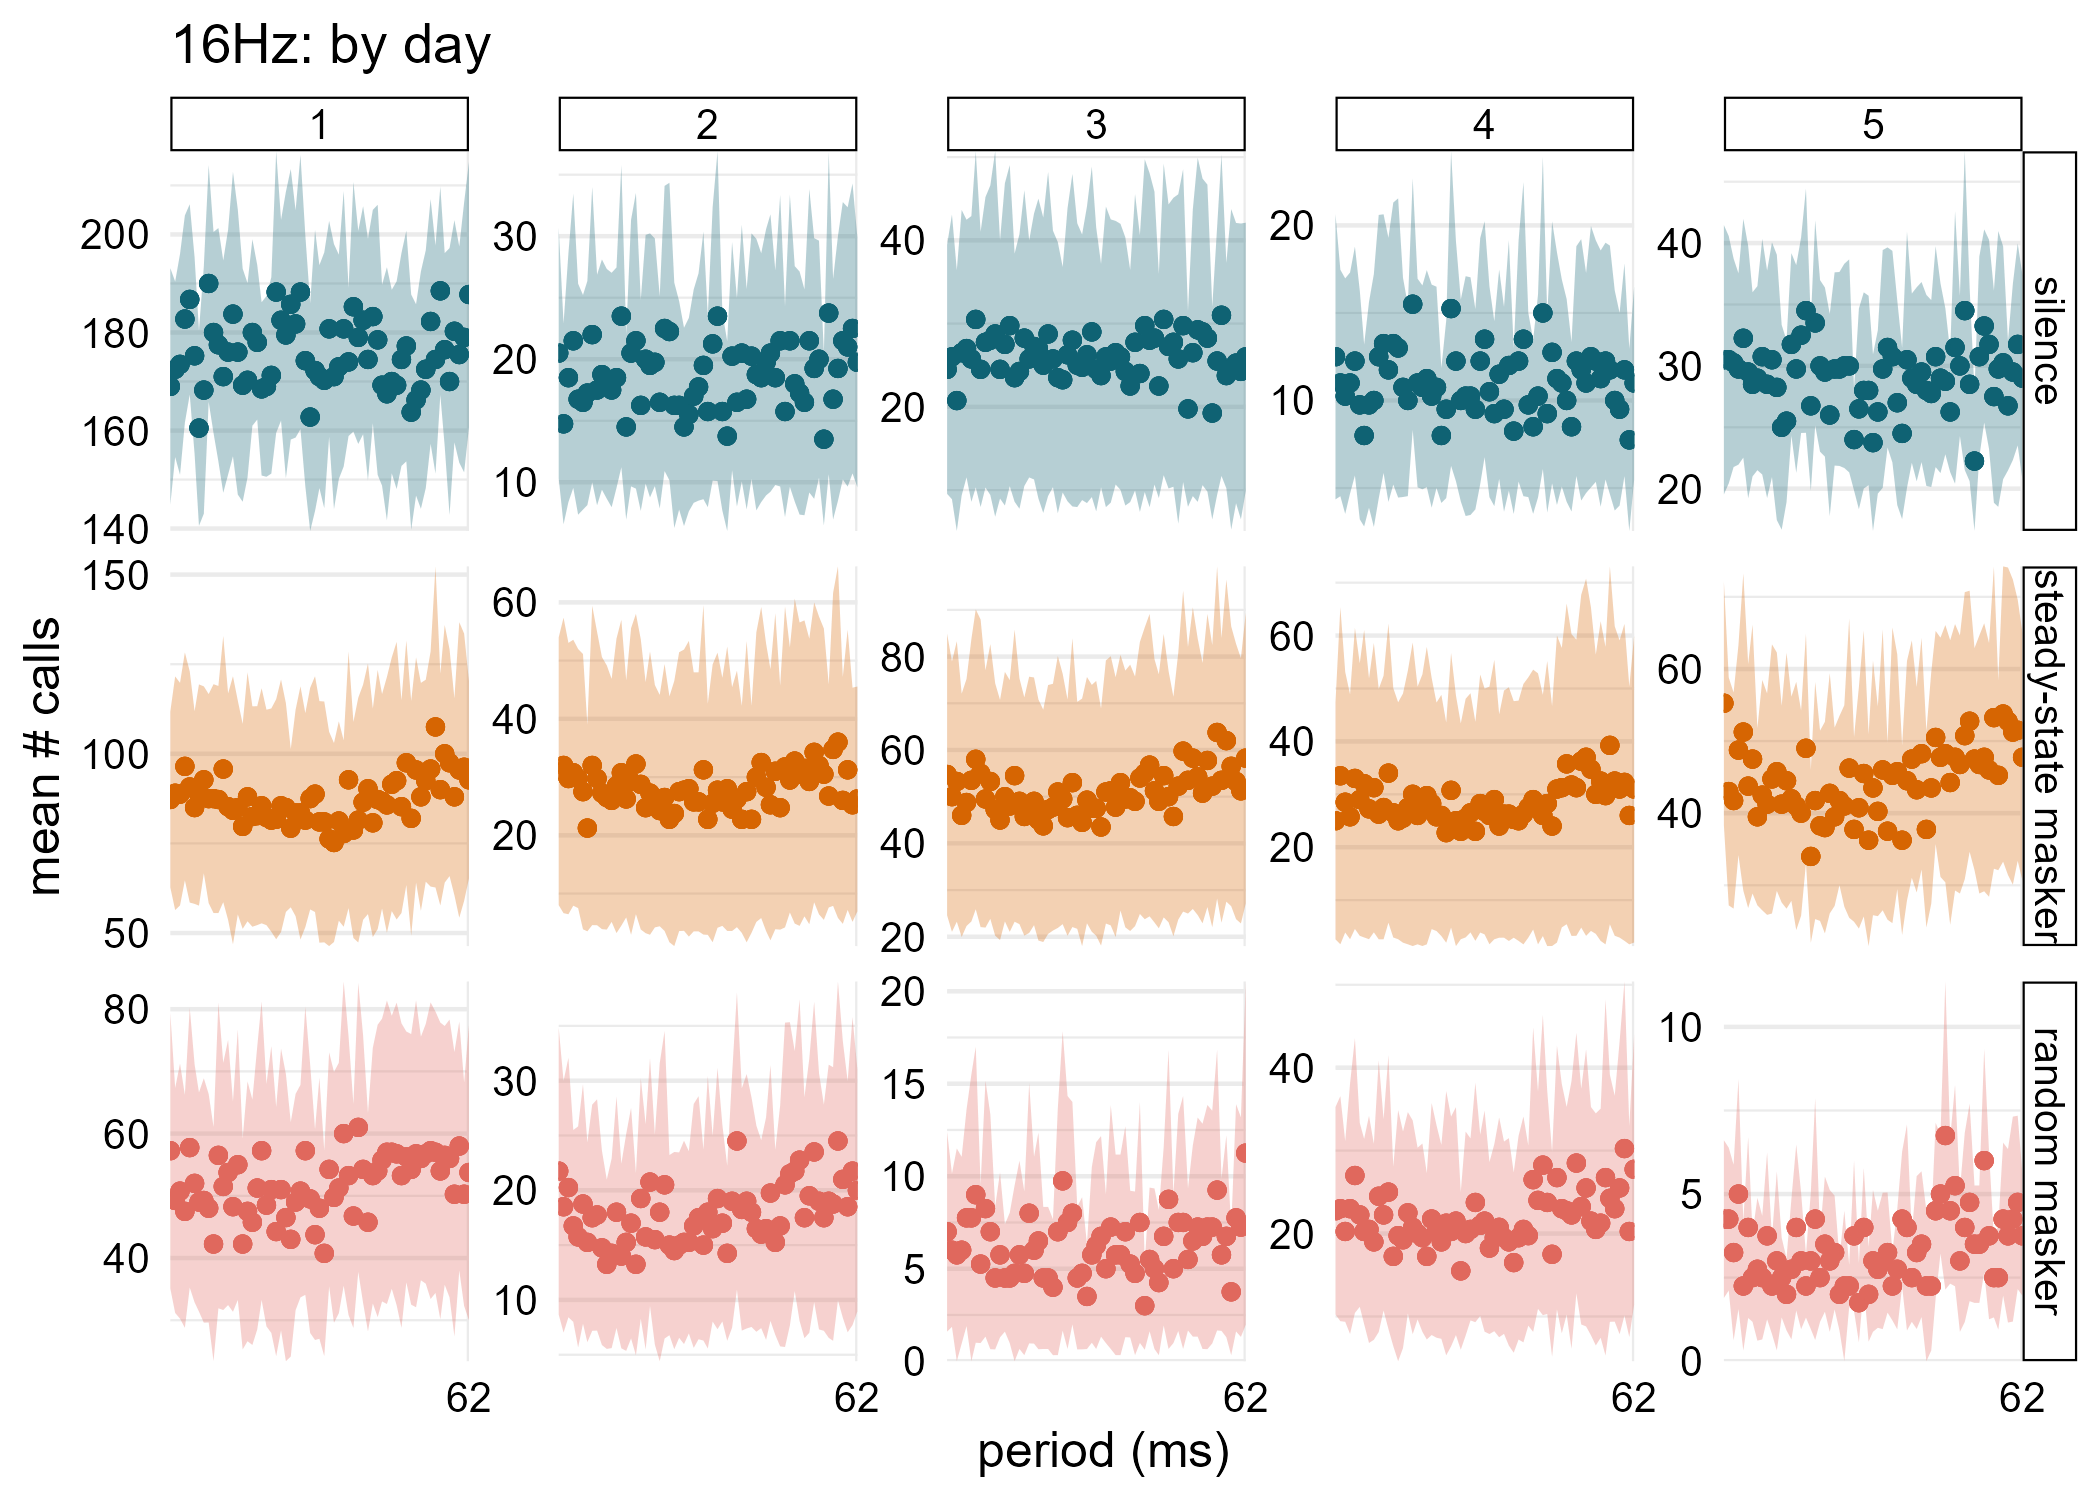 16Hz: by day
1 2 3 4 5
200 180 160 140
30 20 10
40 20
20 10
40 30 20
silence
mean # calls
150 100 50
60 40 20
80 60 40 20
60 40 20
60 40
steady-state masker
80 60 40
30 20 10
20 15 10 5 0
40 20
10 5 0
random masker
62 62 62 62 62
period (ms)